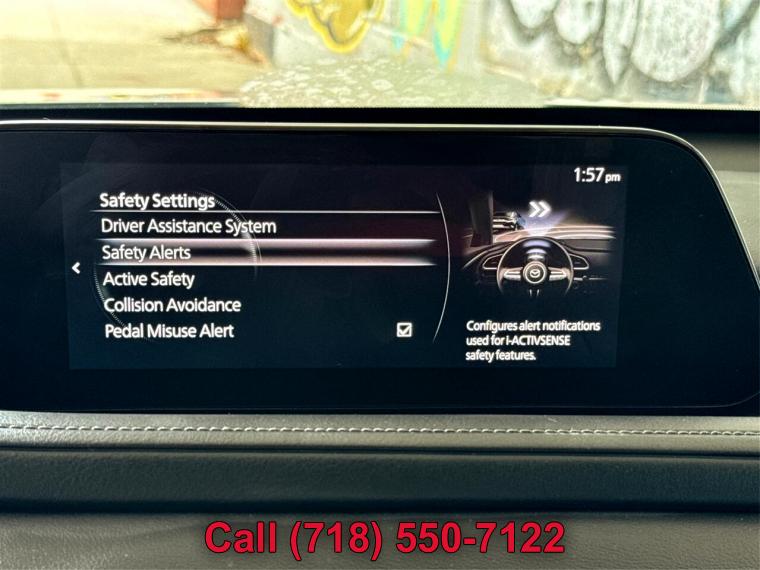 1:57pm
Safety Settings
Driver Assistance System
Safety Alerts
Active Safety
Collision Avoidance
Pedal Misuse Alert
Configures alert notifications
used for i-ACTIVSENSE
safety features.
Call (718) 550-7122